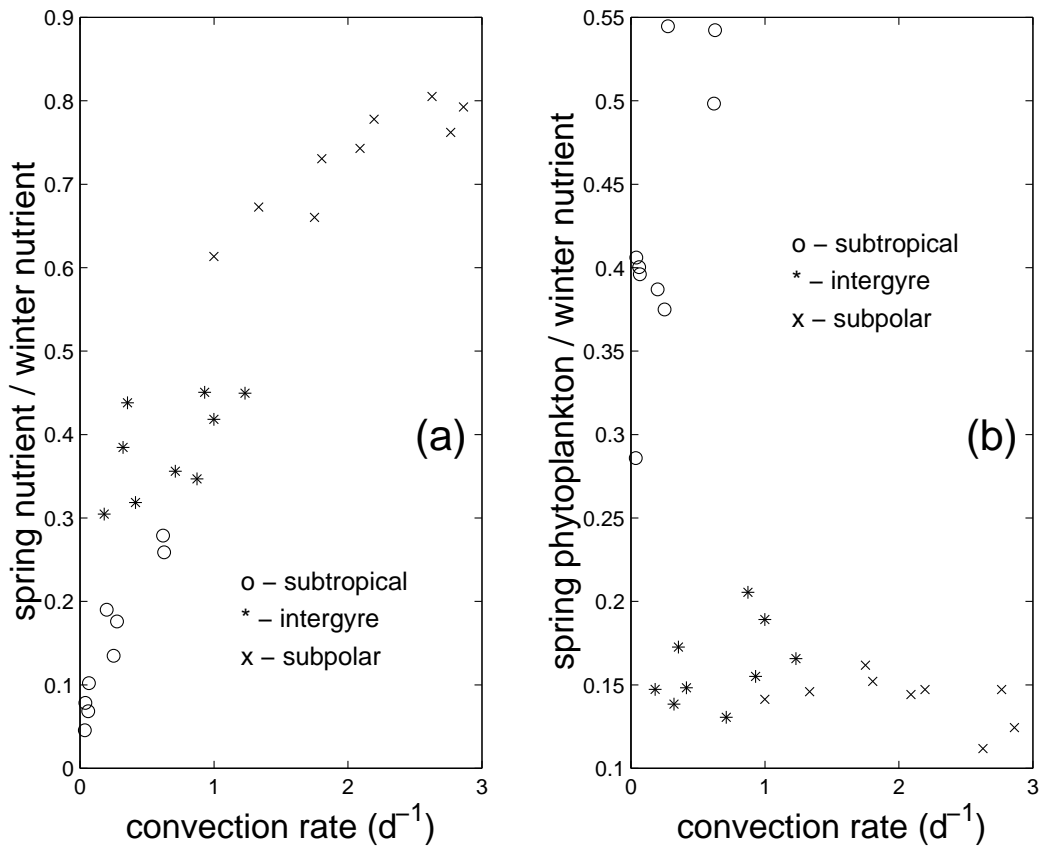 0.9
0.8
0.7
0.6
0.5
0.4
0.3
0.2
0.1
0
spring nutrient / winter nutrient
(a)
o – subtropical
* – intergyre
x – subpolar
0 1 2 3
convection rate (d⁻¹)
0.55
0.5
0.45
0.4
0.35
0.3
0.25
0.2
0.15
0.1
spring phytoplankton / winter nutrient
o – subtropical
* – intergyre
x – subpolar
(b)
0 1 2 3
convection rate (d⁻¹)